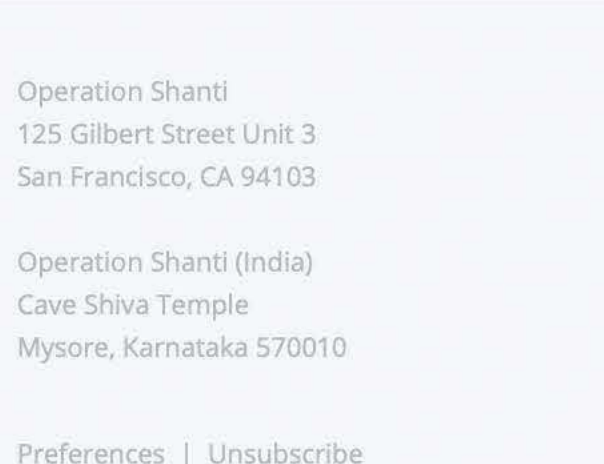 Operation Shanti
125 Gilbert Street Unit 3
San Francisco, CA 94103
Operation Shanti (India)
Cave Shiva Temple
Mysore, Karnataka 570010
Preferences | Unsubscribe